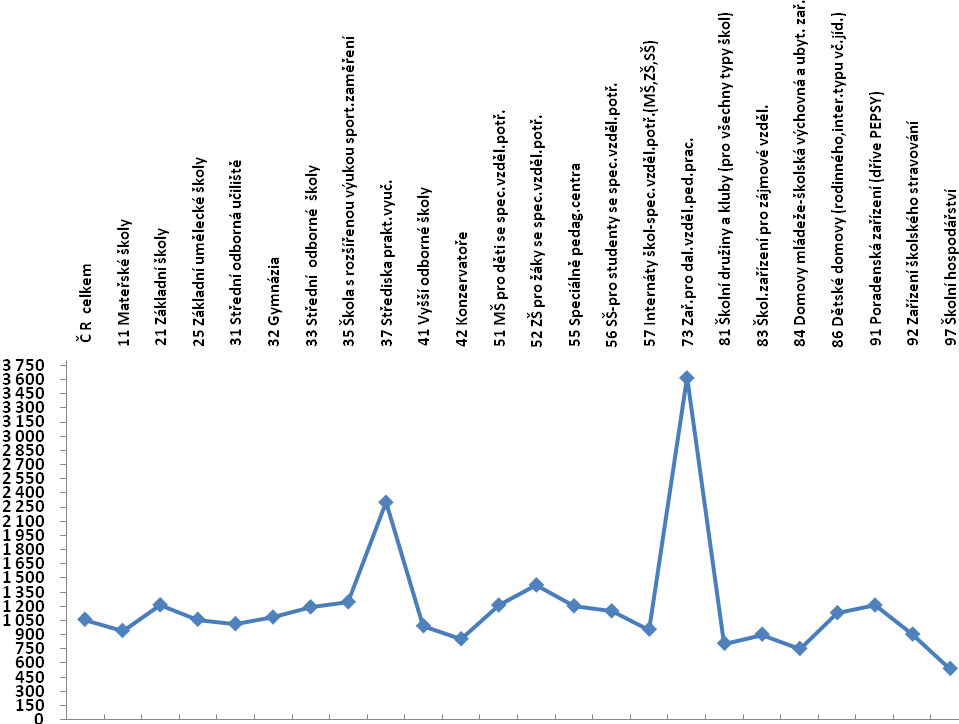 Č R  celkem
11 Mateřské školy
21 Základní školy
25 Základní umělecké školy
31 Střední odborná učiliště
32 Gymnázia
33 Střední  odborné  školy
35 Škola s rozšířenou výukou sport.zaměření
37 Střediska prakt.vyuč.
41 Vyšší odborné školy
42 Konzervatoře
51 MŠ pro děti se spec.vzděl.potř.
52 ZŠ pro žáky se spec.vzděl.potř.
55 Speciálně pedag.centra
56 SŠ-pro studenty se spec.vzděl.potř.
57 Internáty škol-spec.vzděl.potř.(MŠ,ZŠ,SŠ)
73 Zař.pro dal.vzděl.ped.prac.
81 Školní družiny a kluby (pro všechny typy škol)
83 Škol.zařízení pro zájmové vzděl.
84 Domovy mládeže-školská výchovná a ubyt. zař.
86 Dětské domovy (rodinného,inter.typu vč.jíd.)
91 Poradenská zařízení (dříve PEPSY)
92 Zařízení školského stravování
97 Školní hospodářství
3 750
3 600
3 450
3 300
3 150
3 000
2 850
2 700
2 550
2 400
2 250
2 100
1 950
1 800
1 650
1 500
1 350
1 200
1 050
900
750
600
450
300
150
0